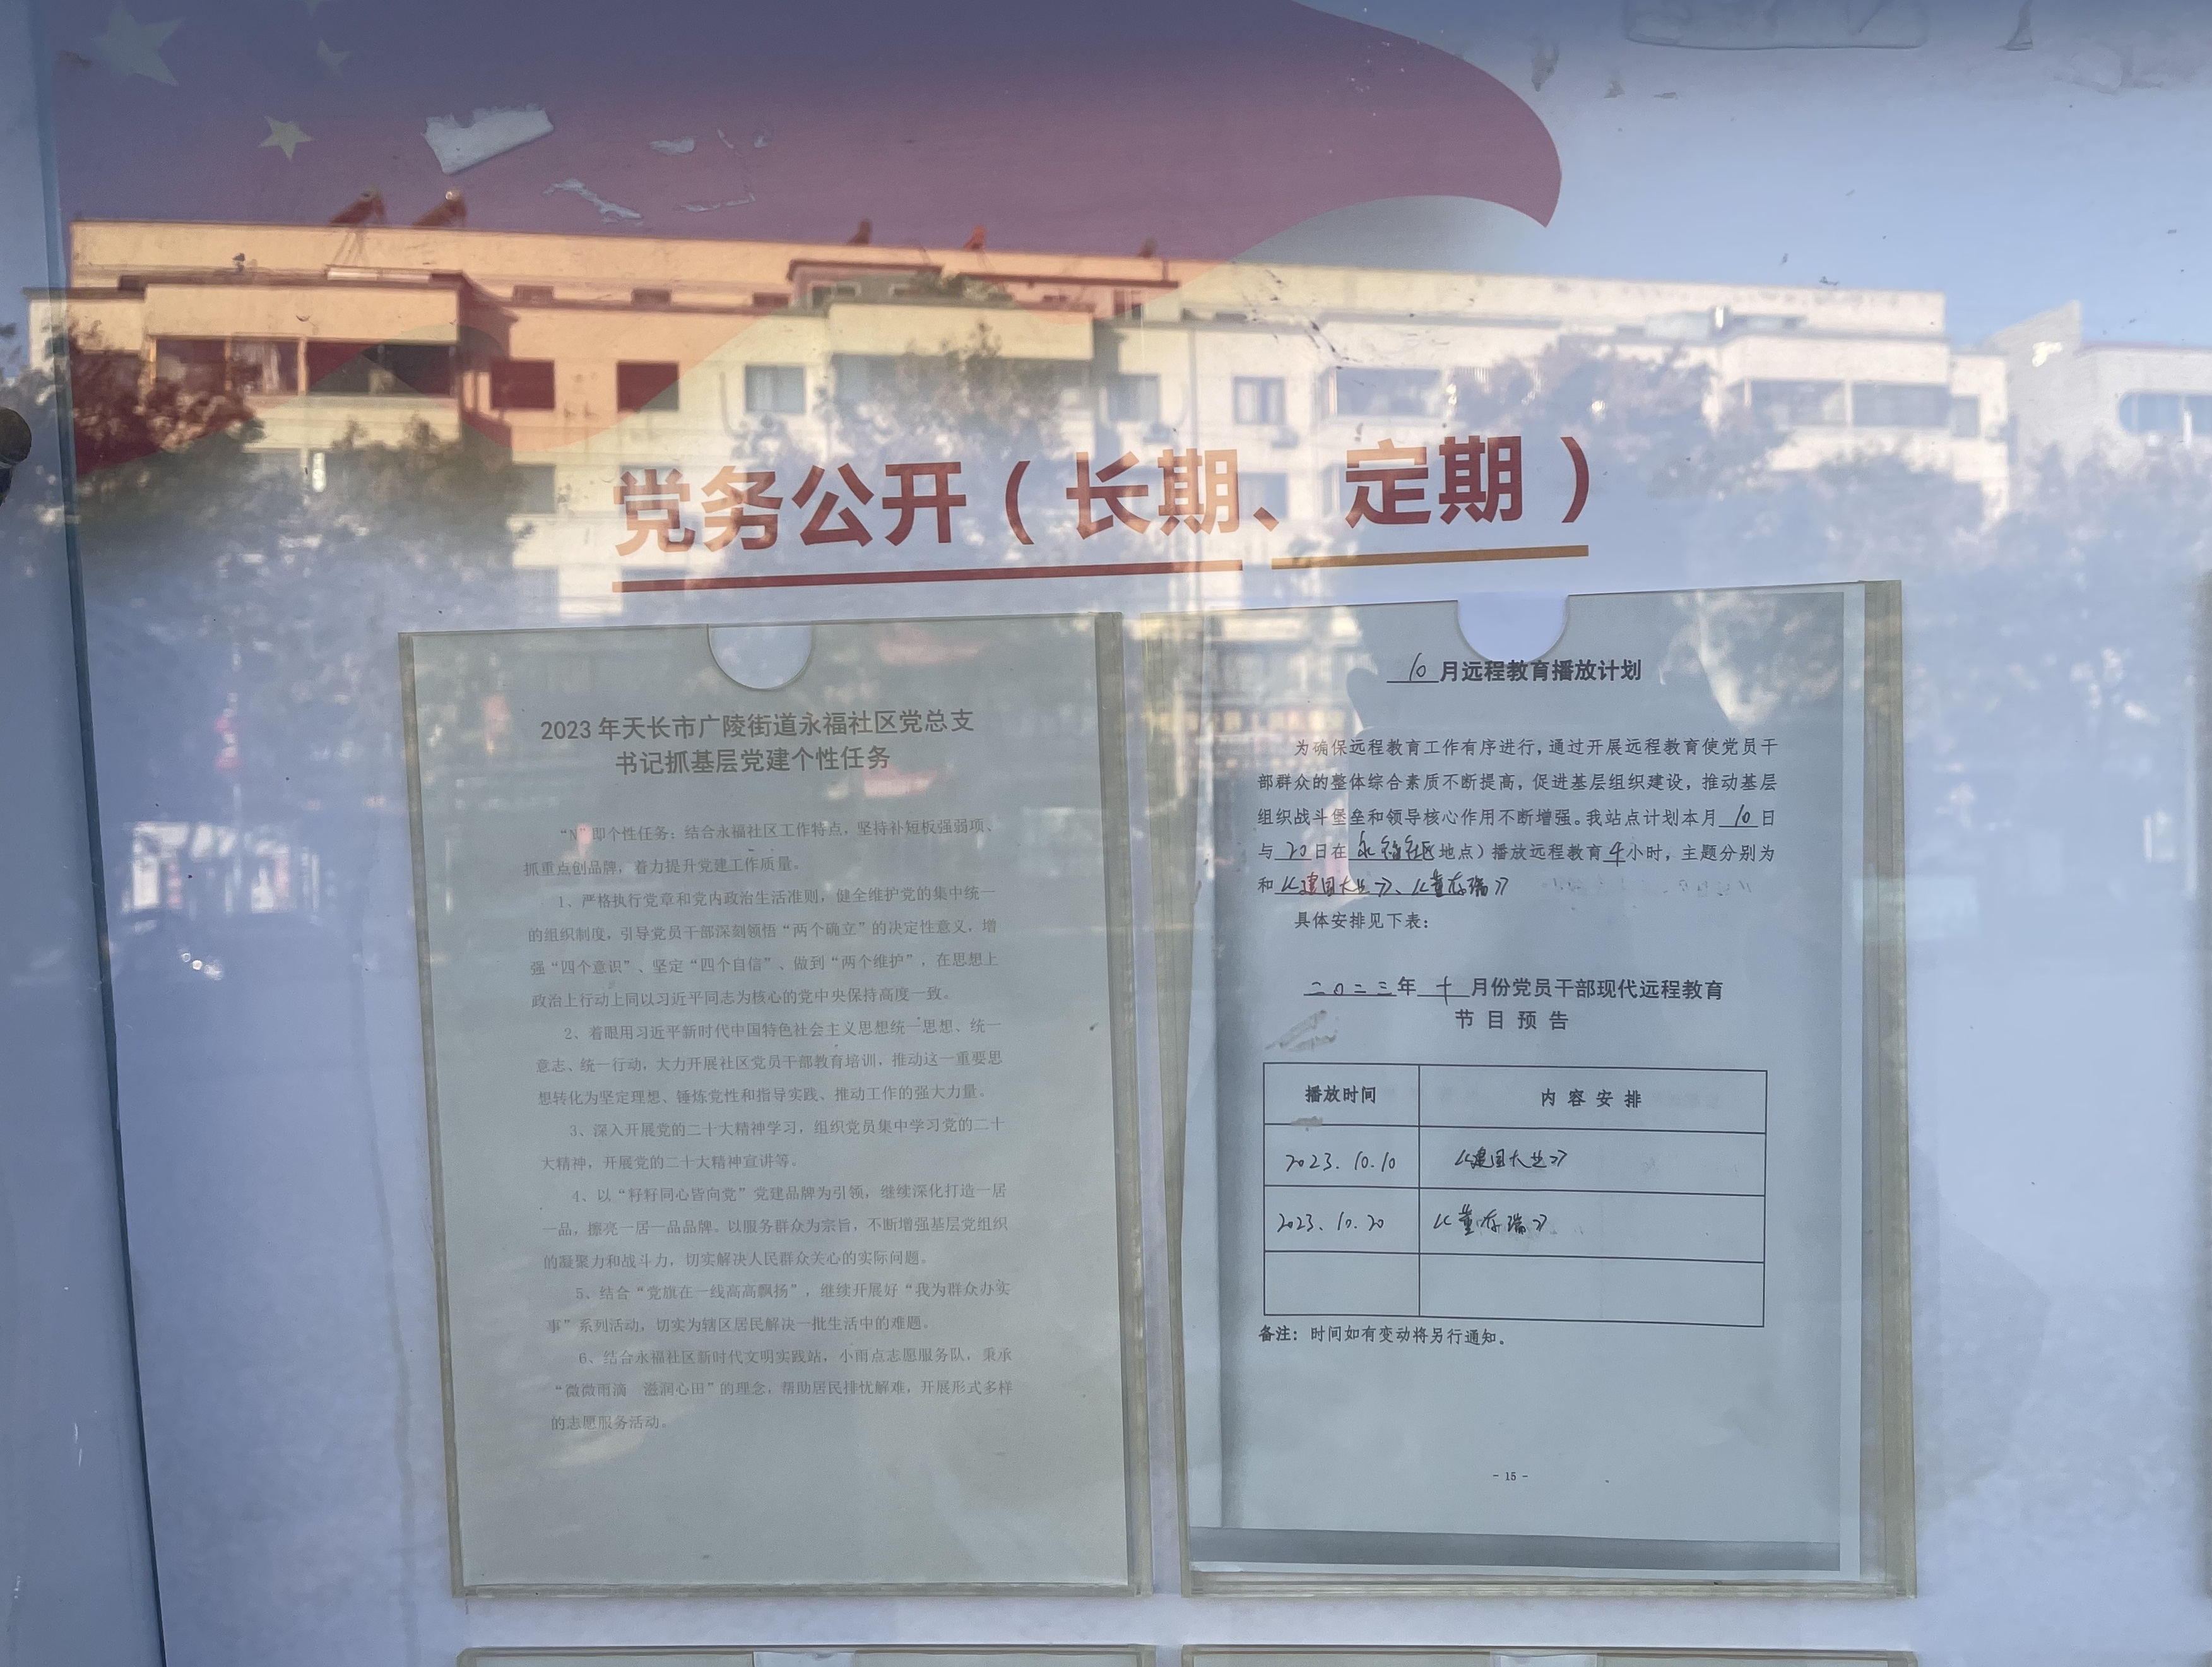 党务公开（长期、定期）
2023年天长市广陵街道永福社区党总支
书记抓基层党建个性任务
“N”即个性任务：结合永福社区工作特点，坚持补短板强弱项、
抓重点创品牌，着力提升党建工作质量。
1、严格执行党章和党内政治生活准则，健全维护党的集中统一
的组织制度，引导党员干部深刻领悟“两个确立”的决定性意义，增
强“四个意识”、坚定“四个自信”、做到“两个维护”，在思想上
政治上行动上同以习近平同志为核心的党中央保持高度一致。
2、着眼用习近平新时代中国特色社会主义思想统一思想、统一
意志、统一行动，大力开展社区党员干部教育培训，推动这一重要思
想转化为坚定理想、锤炼党性和指导实践、推动工作的强大力量。
3、深入开展党的二十大精神学习，组织党员集中学习党的二十
大精神，开展党的二十大精神宣讲等。
4、以“籽籽同心皆向党”党建品牌为引领，继续深化打造一居
一品，擦亮一居一品品牌。以服务群众为宗旨，不断增强基层党组织
的凝聚力和战斗力，切实解决人民群众关心的实际问题。
5、结合“党旗在一线高高飘扬”，继续开展好“我为群众办实
事”系列活动，切实为辖区居民解决一批生活中的难题。
6、结合永福社区新时代文明实践站，小雨点志愿服务队，秉承
“微微雨滴 滋润心田”的理念，帮助居民排忧解难，开展形式多样
的志愿服务活动。
10月远程教育播放计划
为确保远程教育工作有序进行，通过开展远程教育使党员干
部群众的整体综合素质不断提高，促进基层组织建设，推动基层
组织战斗堡垒和领导核心作用不断增强。我站点计划本月10日
与20日在永福社区地点）播放远程教育4小时，主题分别为
和《建国大业》、《董存瑞》
具体安排见下表：
二0二三年十月份党员干部现代远程教育
节目预告
播放时间 内容安排
2023.10.10 《建国大业》
2023.10.20 《董存瑞》
备注：时间如有变动将另行通知。
- 15 -